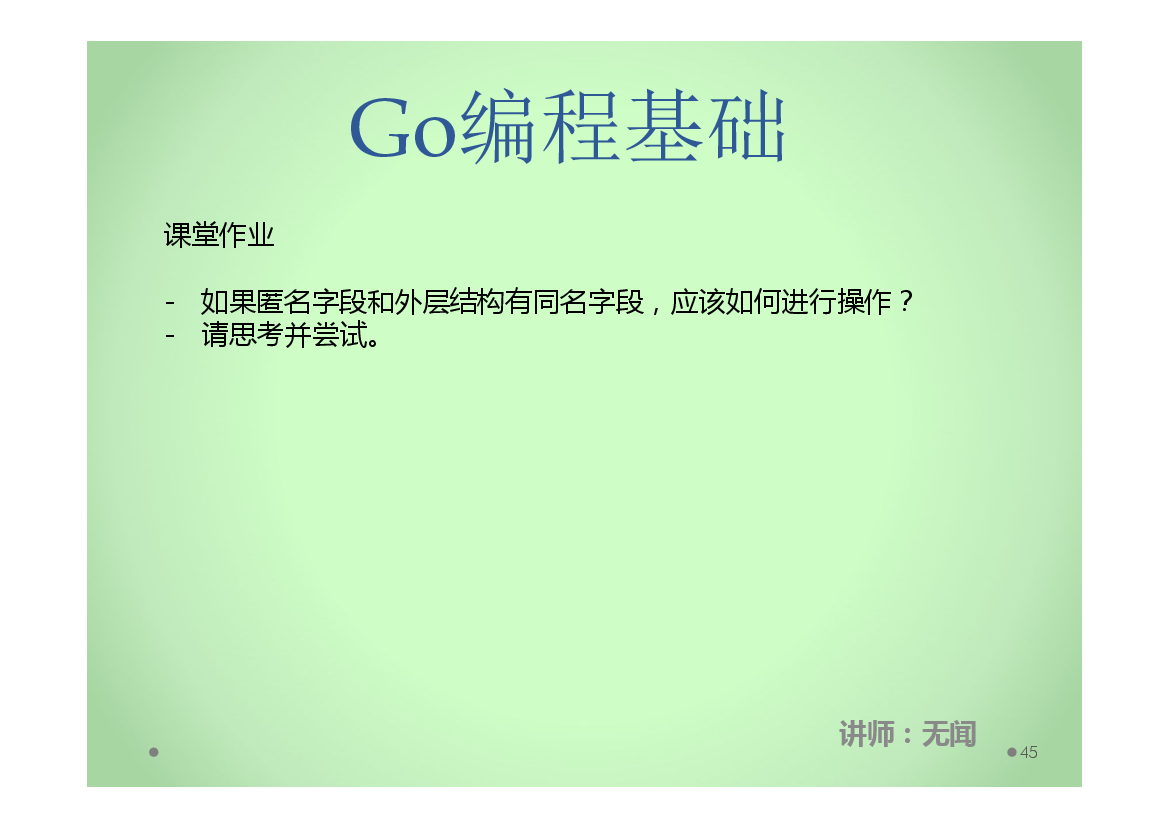 Go编程基础
课堂作业
- 如果匿名字段和外层结构有同名字段，应该如何进行操作？
- 请思考并尝试。
讲师：无闻
45